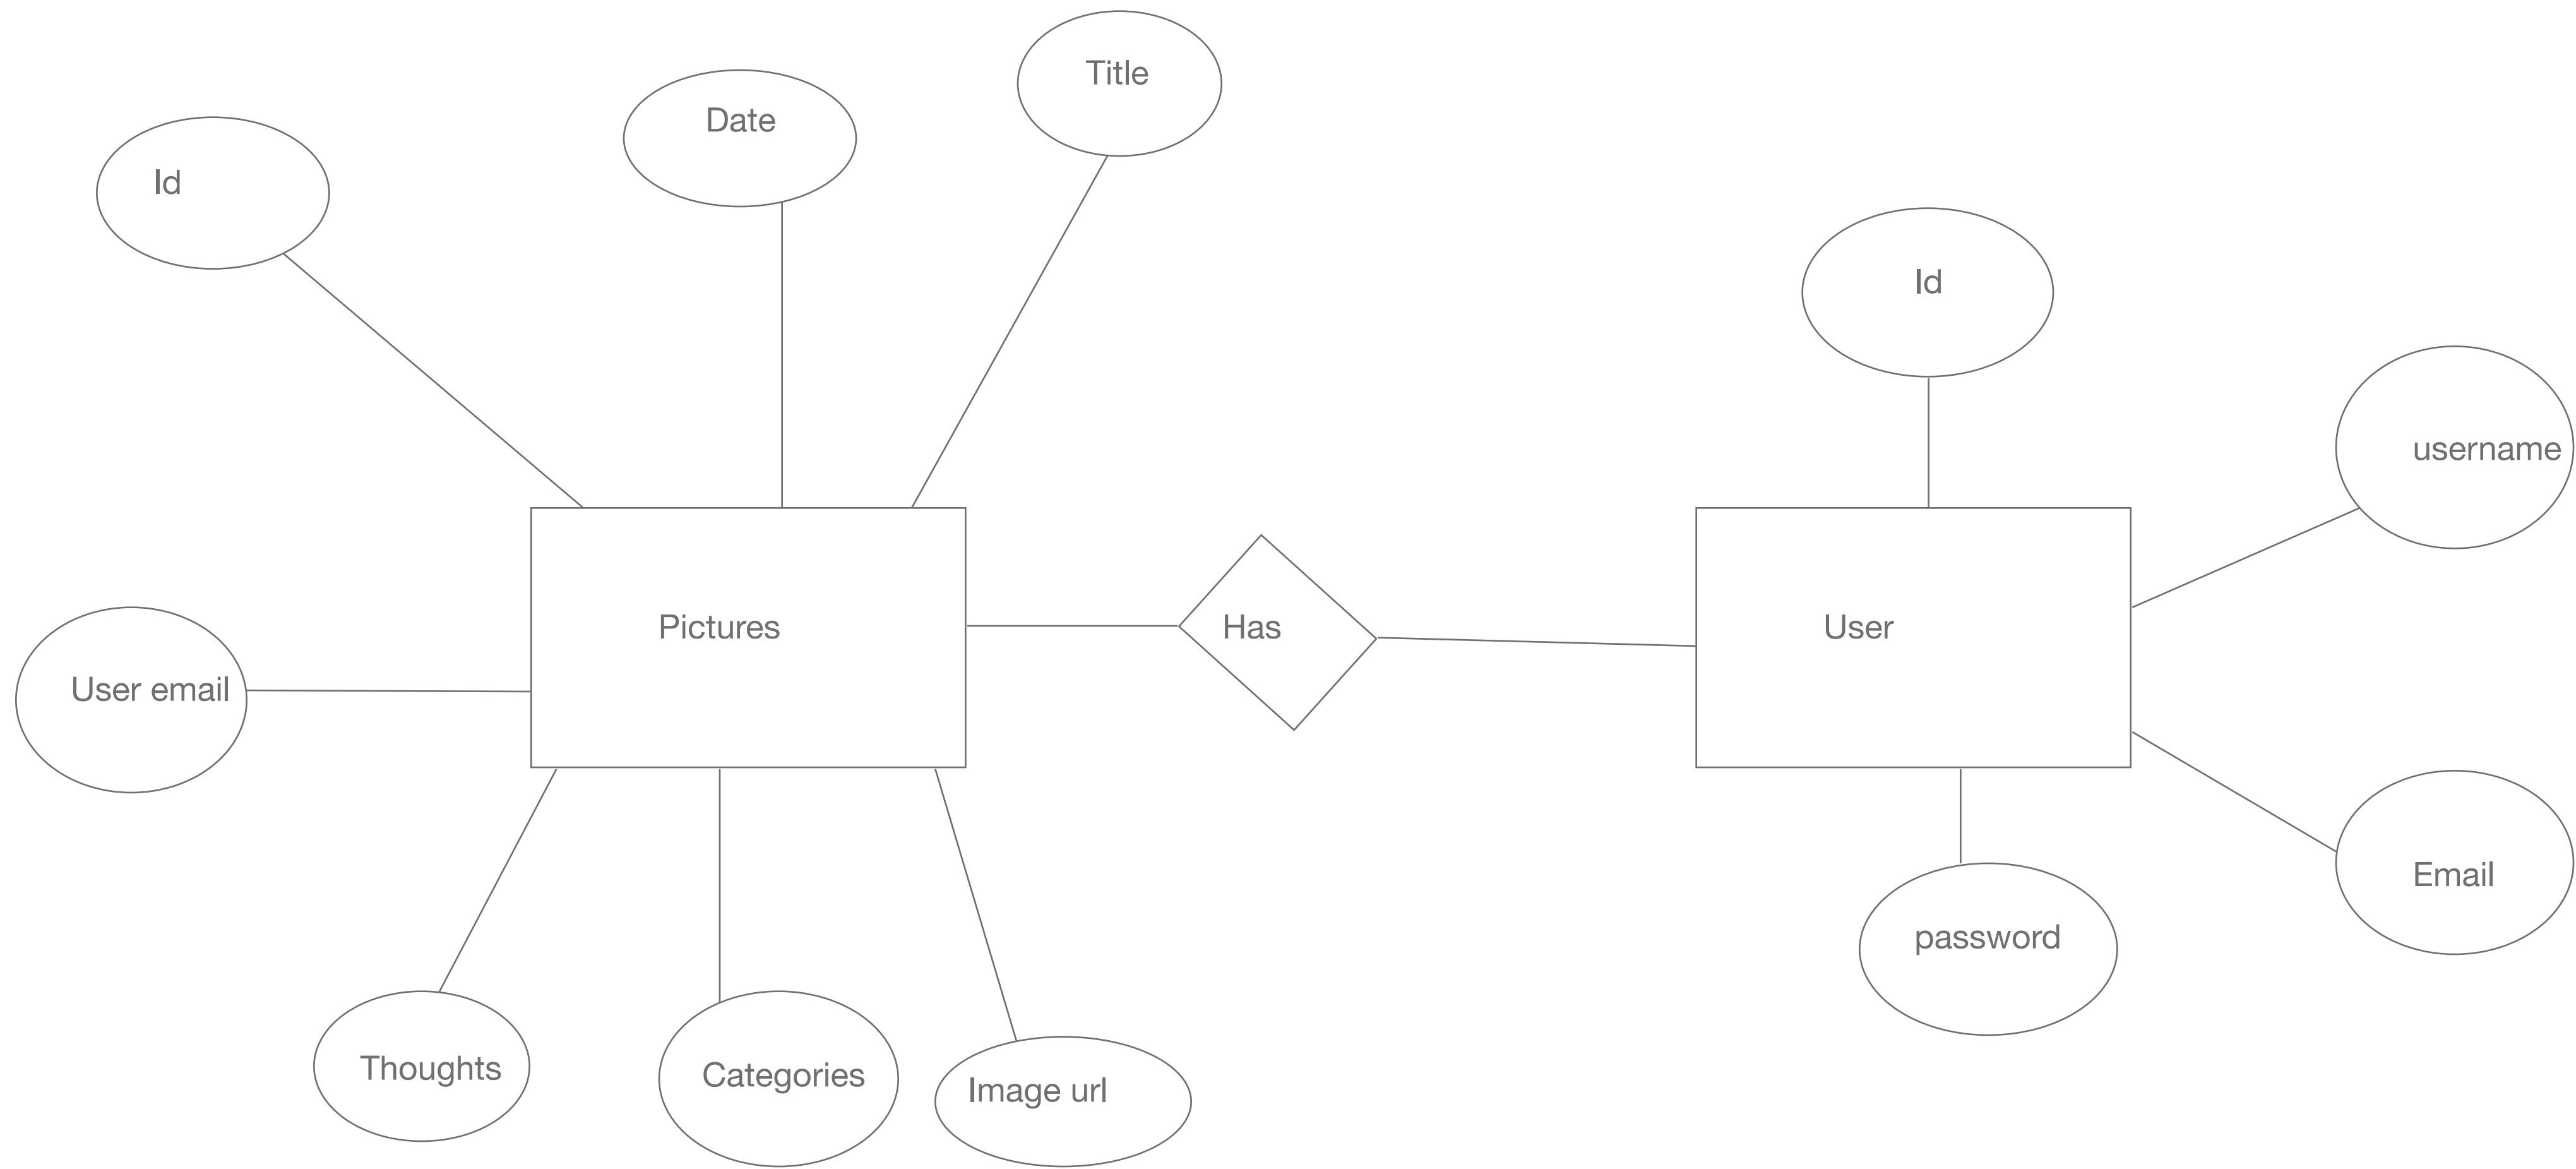 Title
Date
Id
Id
username
Pictures
Has
User
User email
Email
password
Thoughts
Categories
Image url